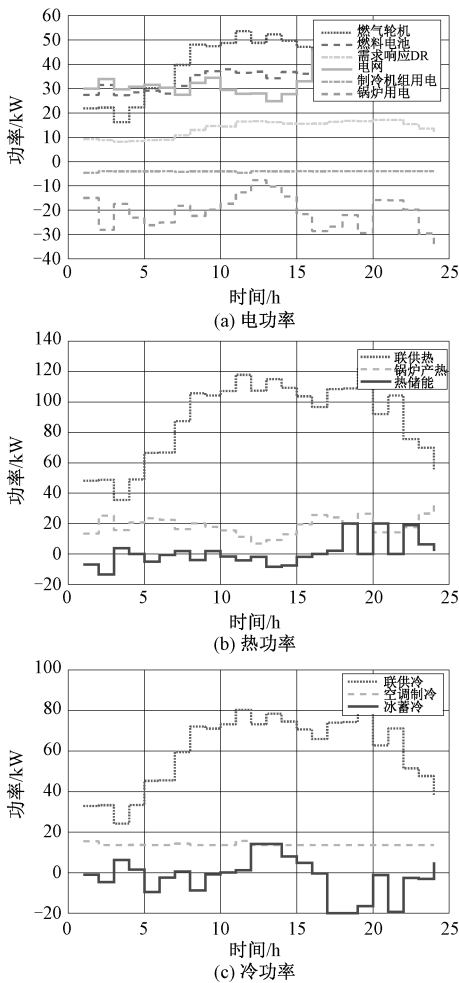 60
50
40
30
20
10
0
−10
−20
−30
−40
功率/kW
燃气轮机
燃料电池
需求响应DR
电网
制冷机组用电
锅炉用电
0 5 10 15 20 25
时间/h
(a) 电功率
140
120
100
80
60
40
20
0
−20
功率/kW
联供热
锅炉产热
热储能
0 5 10 15 20 25
时间/h
(b) 热功率
100
80
60
40
20
0
−20
功率/kW
联供冷
空调制冷
冰蓄冷
0 5 10 15 20 25
时间/h
(c) 冷功率